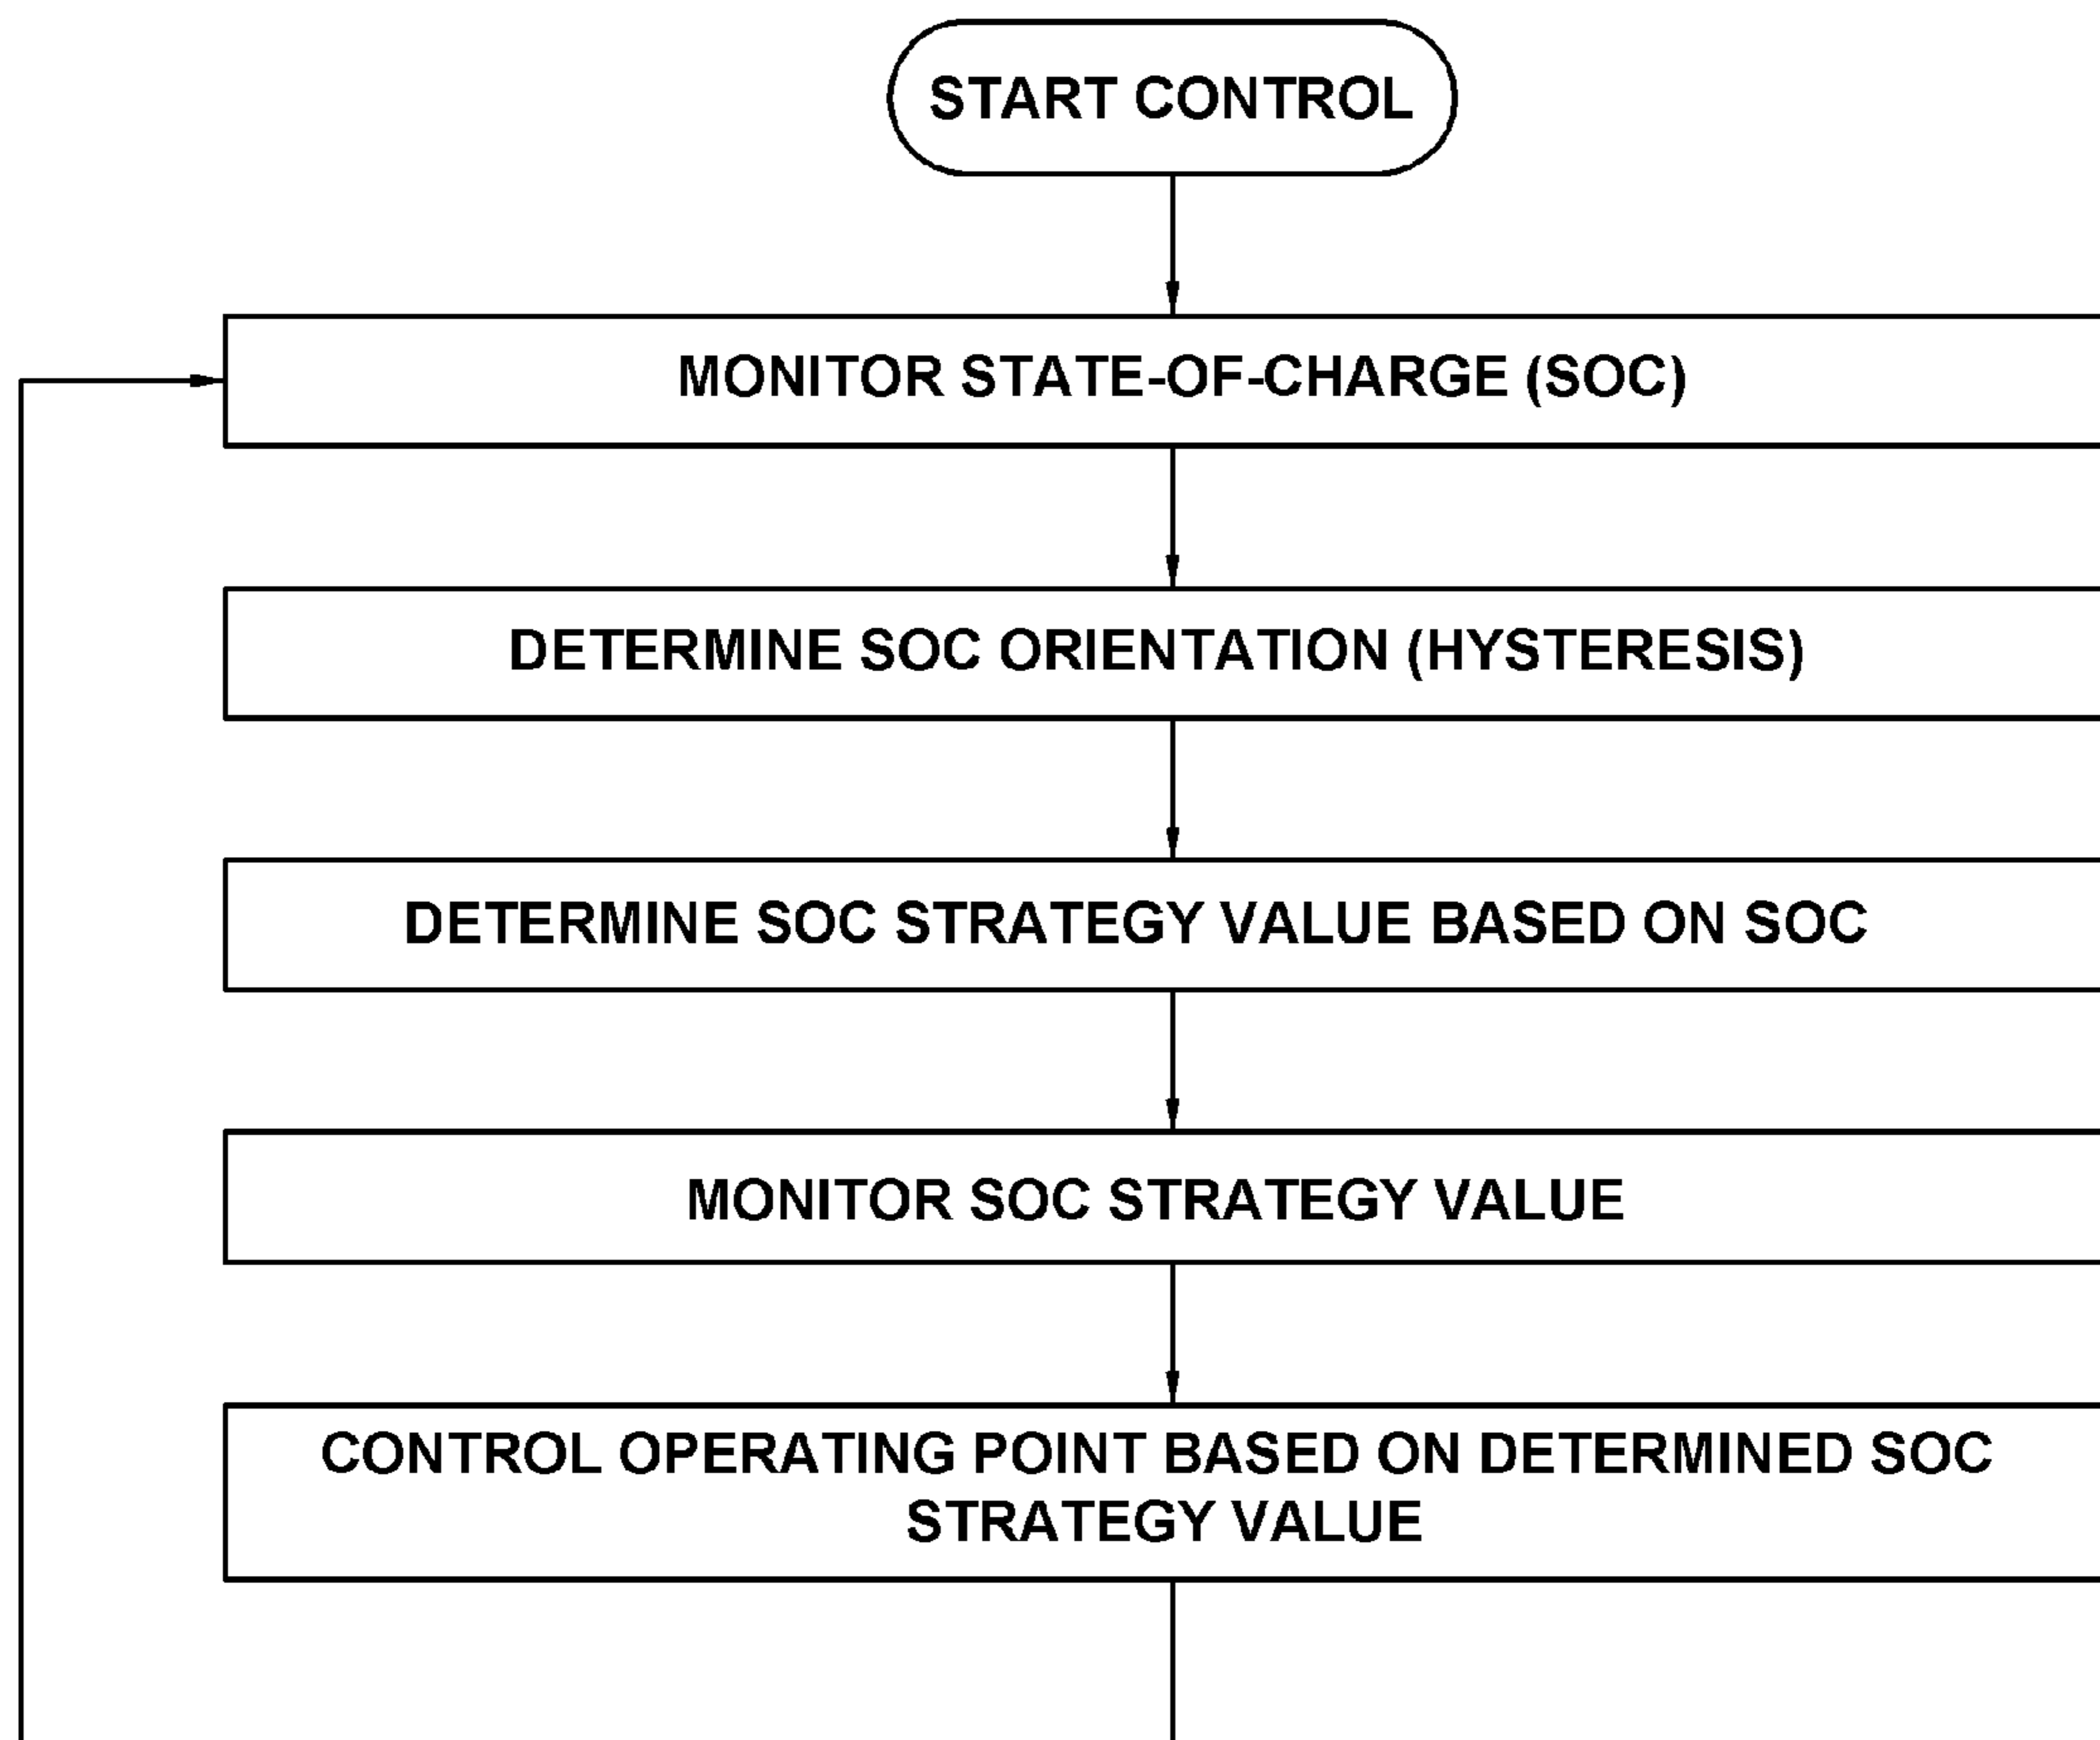 START CONTROL
MONITOR STATE-OF-CHARGE (SOC)
DETERMINE SOC ORIENTATION (HYSTERESIS)
DETERMINE SOC STRATEGY VALUE BASED ON SOC
MONITOR SOC STRATEGY VALUE
CONTROL OPERATING POINT BASED ON DETERMINED SOC
STRATEGY VALUE